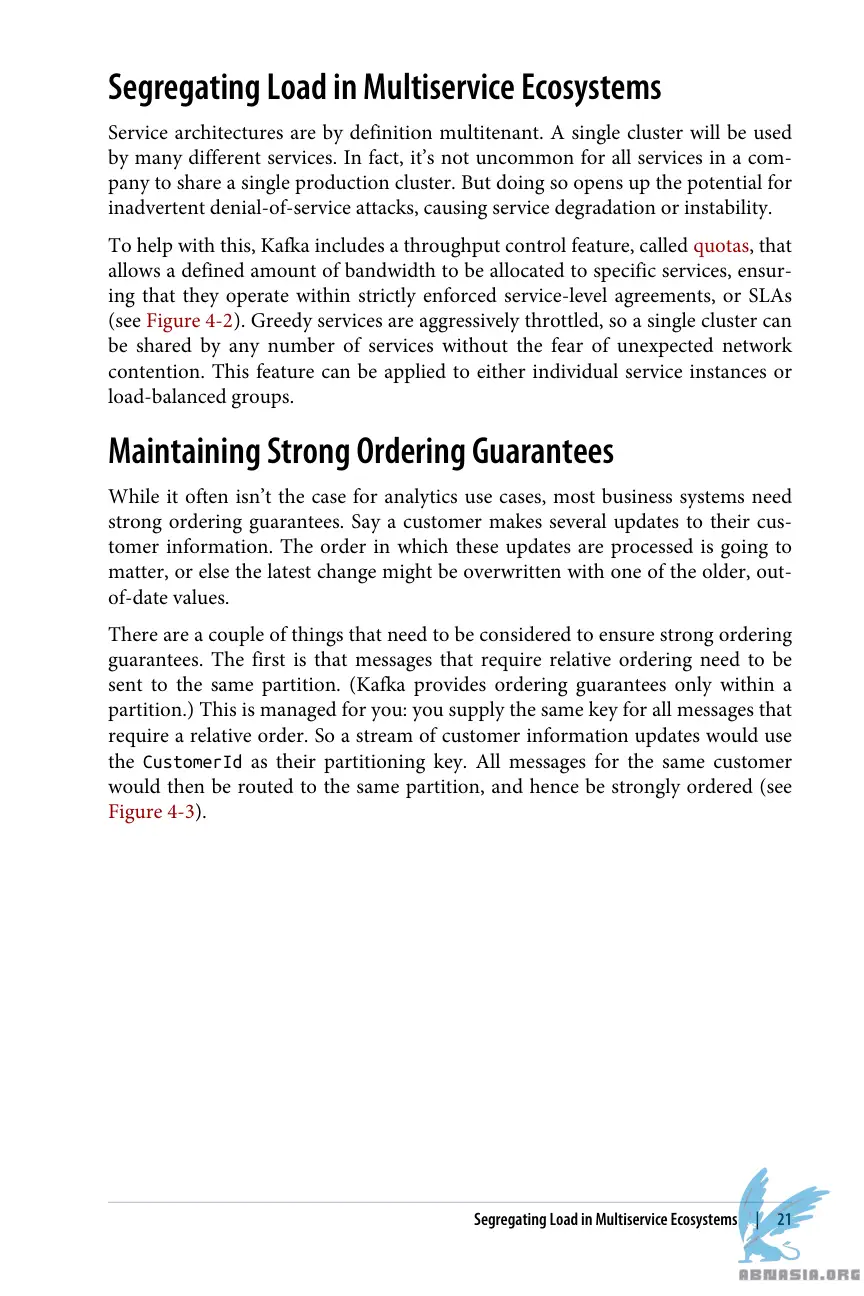 Segregating Load in Multiservice Ecosystems
Service architectures are by definition multitenant. A single cluster will be used
by many different services. In fact, it’s not uncommon for all services in a com-
pany to share a single production cluster. But doing so opens up the potential for
inadvertent denial-of-service attacks, causing service degradation or instability.
To help with this, Kafka includes a throughput control feature, called quotas, that
allows a defined amount of bandwidth to be allocated to specific services, ensur-
ing that they operate within strictly enforced service-level agreements, or SLAs
(see Figure 4-2). Greedy services are aggressively throttled, so a single cluster can
be shared by any number of services without the fear of unexpected network
contention. This feature can be applied to either individual service instances or
load-balanced groups.
Maintaining Strong Ordering Guarantees
While it often isn’t the case for analytics use cases, most business systems need
strong ordering guarantees. Say a customer makes several updates to their cus-
tomer information. The order in which these updates are processed is going to
matter, or else the latest change might be overwritten with one of the older, out-
of-date values.
There are a couple of things that need to be considered to ensure strong ordering
guarantees. The first is that messages that require relative ordering need to be
sent to the same partition. (Kafka provides ordering guarantees only within a
partition.) This is managed for you: you supply the same key for all messages that
require a relative order. So a stream of customer information updates would use
the CustomerId as their partitioning key. All messages for the same customer
would then be routed to the same partition, and hence be strongly ordered (see
Figure 4-3).
Segregating Load in Multiservice Ecosystems | 21
ABNASIA.ORG